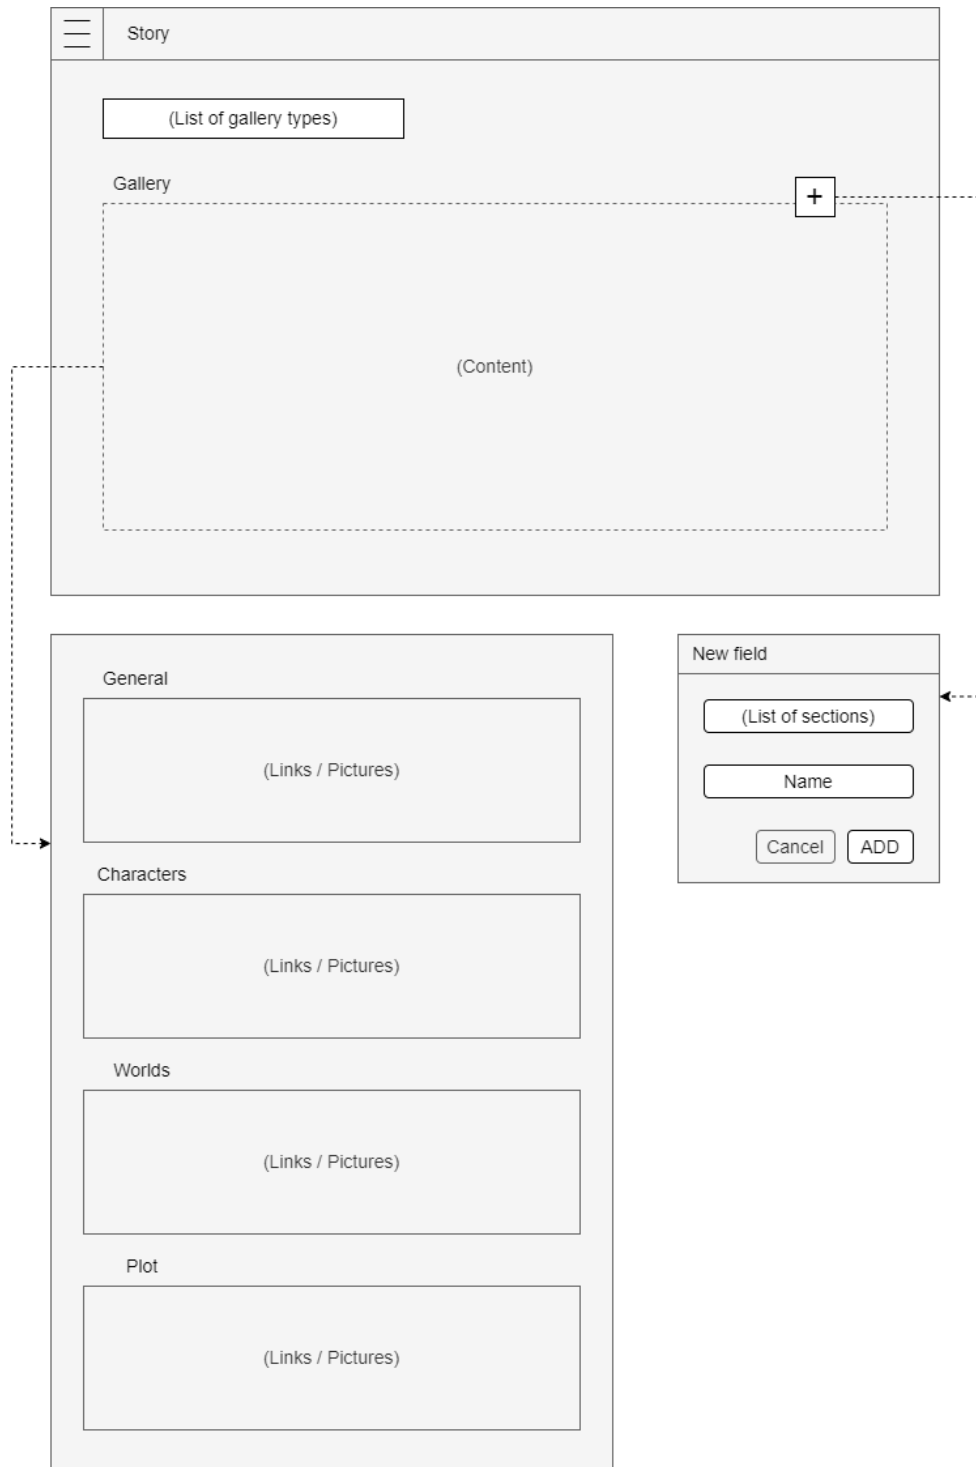 Story
(List of gallery types)
Gallery
+
(Content)
General
(Links / Pictures)
Characters
(Links / Pictures)
Worlds
(Links / Pictures)
Plot
(Links / Pictures)
New field
(List of sections)
Name
Cancel
ADD